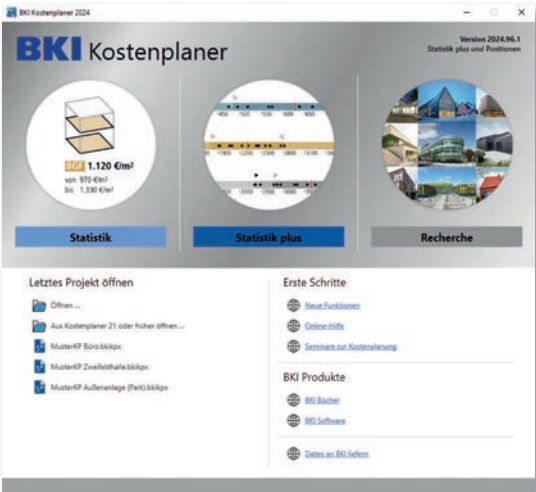 BKI Kostenplaner 2024
BKI Kostenplaner
Version 2024.96.1
Statistik plus und Positionen
BGF 1.120 €/m²
von 970 €/m²
bis 1.330 €/m²
Statistik
Statistik plus
Recherche
Letztes Projekt öffnen
Öffnen ...
Aus Kostenplaner 21 oder früher öffnen ...
MusterKP Büro.bkikpx
MusterKP Zweifeldhalle.bkikpx
MusterKP Außenanlage (Park).bkikpx
Erste Schritte
Neue Funktionen
Online-Hilfe
Seminare zur Kostenplanung
BKI Produkte
BKI Bücher
BKI Software
Daten an BKI liefern